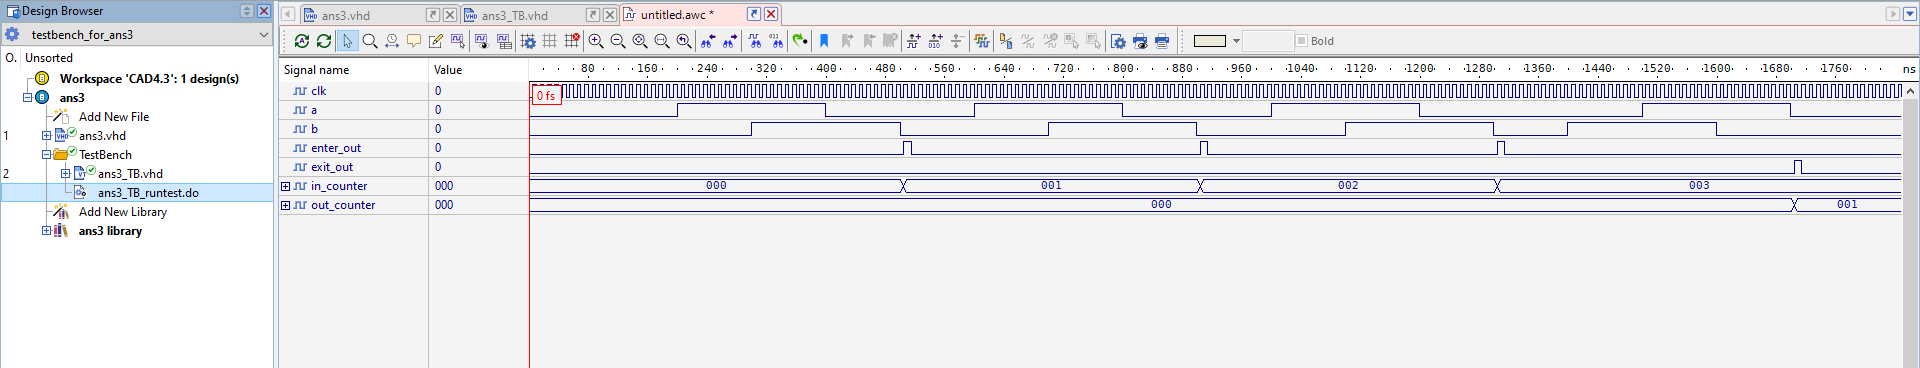 Design Browser
testbench_for_ans3
O. Unsorted
Workspace 'CAD4.3': 1 design(s)
ans3
Add New File
1 ans3.vhd
TestBench
2 ans3_TB.vhd
ans3_TB_runtest.do
Add New Library
ans3 library
ans3.vhd ans3_TB.vhd untitled.awc *
Bold
Signal name Value 80 160 240 320 400 480 560 640 720 800 880 960 1040 1120 1200 1280 1360 1440 1520 1600 1680 1760 ns
clk 0 0 fs
a 0
b 0
enter_out 0
exit_out 0
in_counter 000 000 001 002 003
out_counter 000 000 001